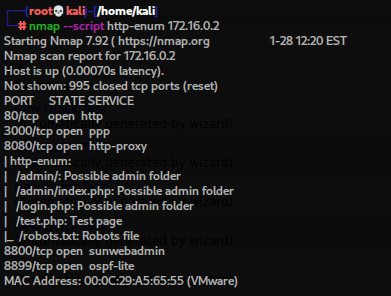 (root💀kali)-[/home/kali]
# nmap --script http-enum 172.16.0.2
Starting Nmap 7.92 ( https://nmap.org 1-28 12:20 EST
Nmap scan report for 172.16.0.2
Host is up (0.00070s latency).
Not shown: 995 closed tcp ports (reset)
PORT STATE SERVICE
80/tcp open http
3000/tcp open ppp
8080/tcp open http-proxy
| http-enum:
| /admin/: Possible admin folder
| /admin/index.php: Possible admin folder
| /login.php: Possible admin folder
| /test.php: Test page
|_ /robots.txt: Robots file
8800/tcp open sunwebadmin
8899/tcp open ospf-lite
MAC Address: 00:0C:29:A5:65:55 (VMware)